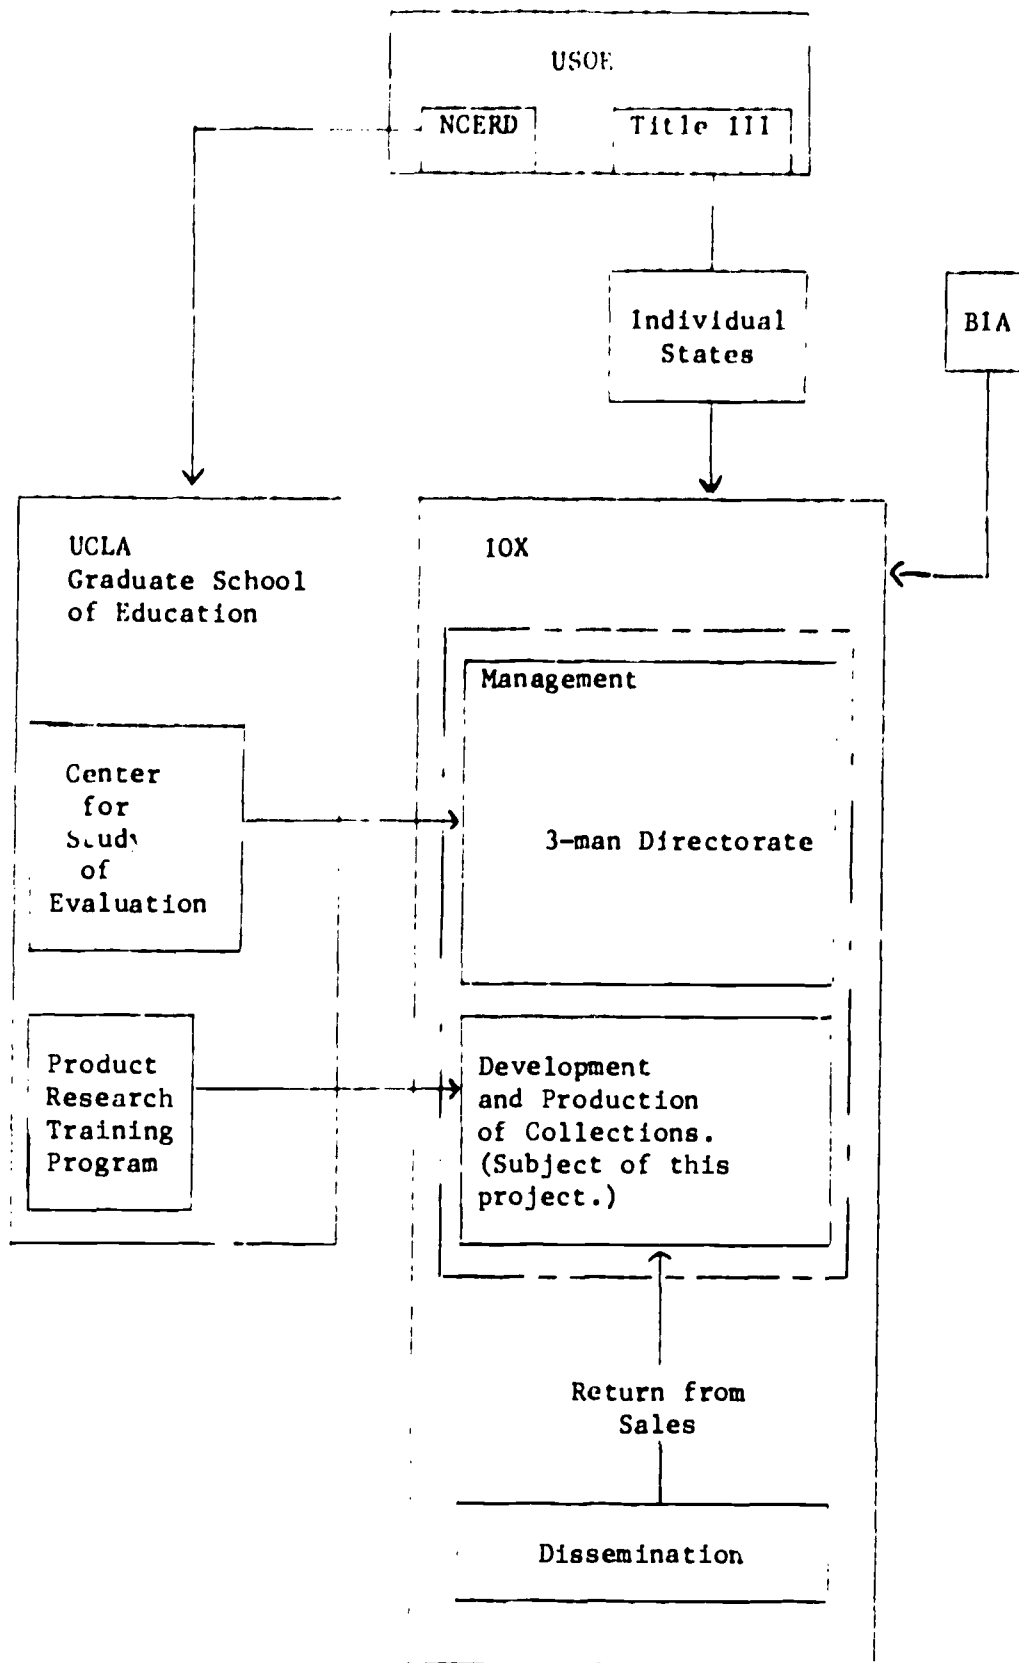 USOE
NCERD
Title III
Individual
States
BIA
UCLA
Graduate School
of Education
IOX
Management
3-man Directorate
Center
for
Study
of
Evaluation
Product
Research
Training
Program
Development
and Production
of Collections.
(Subject of this
project.)
Return from
Sales
Dissemination